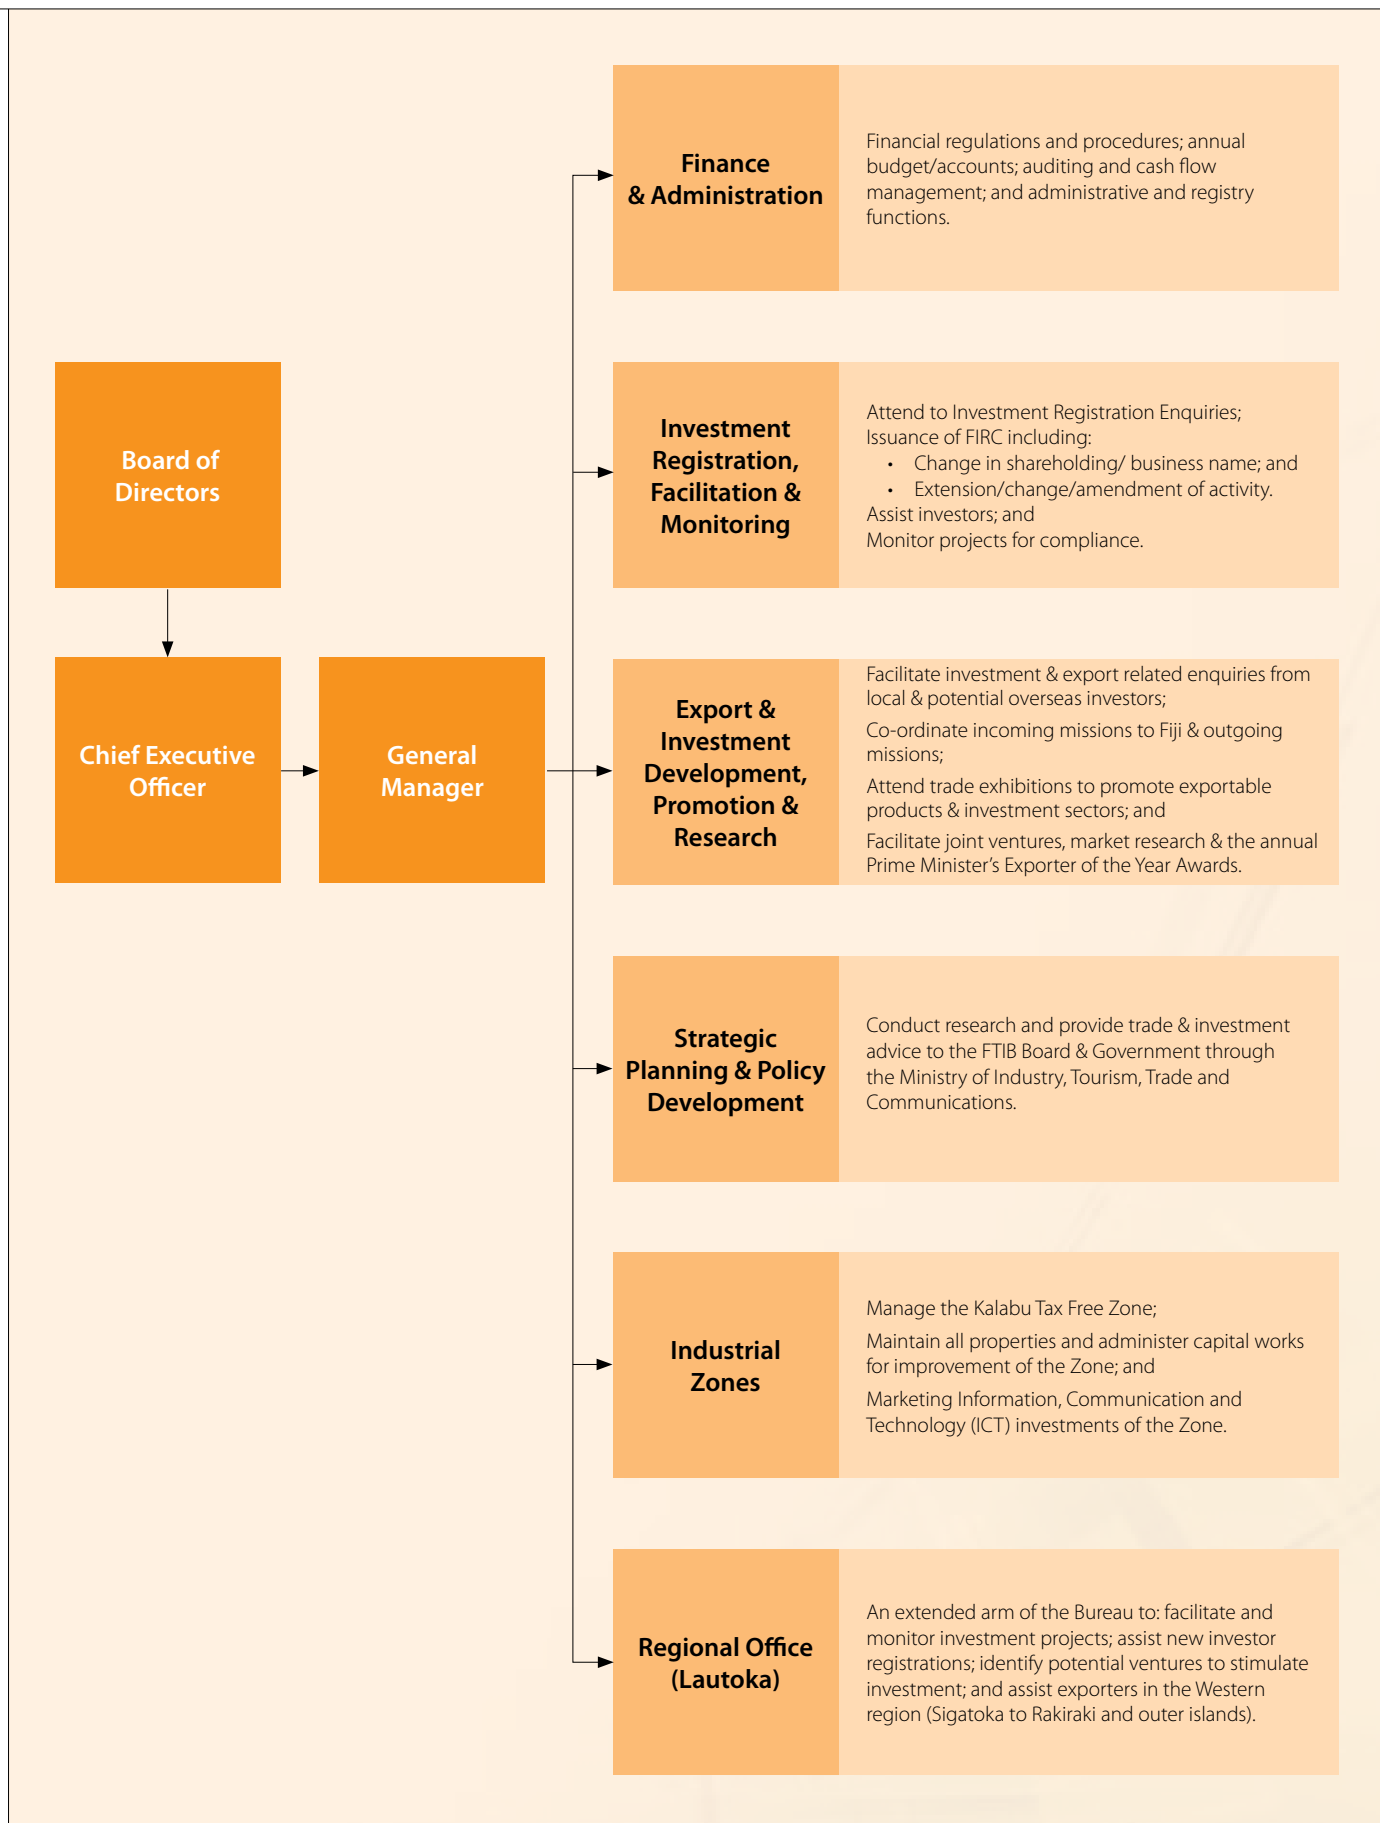 Board of
Directors
Chief Executive
Officer
General
Manager
Finance
& Administration
Financial regulations and procedures; annual
budget/accounts; auditing and cash flow
management; and administrative and registry
functions.
Investment
Registration,
Facilitation &
Monitoring
Attend to Investment Registration Enquiries;
Issuance of FIRC including:
• Change in shareholding/ business name; and
• Extension/change/amendment of activity.
Assist investors; and
Monitor projects for compliance.
Export &
Investment
Development,
Promotion &
Research
Facilitate investment & export related enquiries from
local & potential overseas investors;
Co-ordinate incoming missions to Fiji & outgoing
missions;
Attend trade exhibitions to promote exportable
products & investment sectors; and
Facilitate joint ventures, market research & the annual
Prime Minister’s Exporter of the Year Awards.
Strategic
Planning & Policy
Development
Conduct research and provide trade & investment
advice to the FTIB Board & Government through
the Ministry of Industry, Tourism, Trade and
Communications.
Industrial
Zones
Manage the Kalabu Tax Free Zone;
Maintain all properties and administer capital works
for improvement of the Zone; and
Marketing Information, Communication and
Technology (ICT) investments of the Zone.
Regional Office
(Lautoka)
An extended arm of the Bureau to: facilitate and
monitor investment projects; assist new investor
registrations; identify potential ventures to stimulate
investment; and assist exporters in the Western
region (Sigatoka to Rakiraki and outer islands).